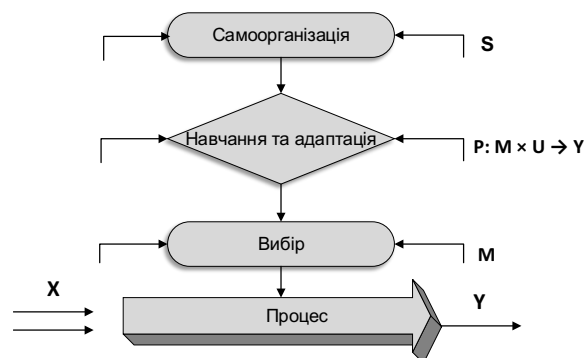 Самоорганізація
S
Навчання та адаптація
P: M × U → Y
Вибір
M
X
Процес
Y